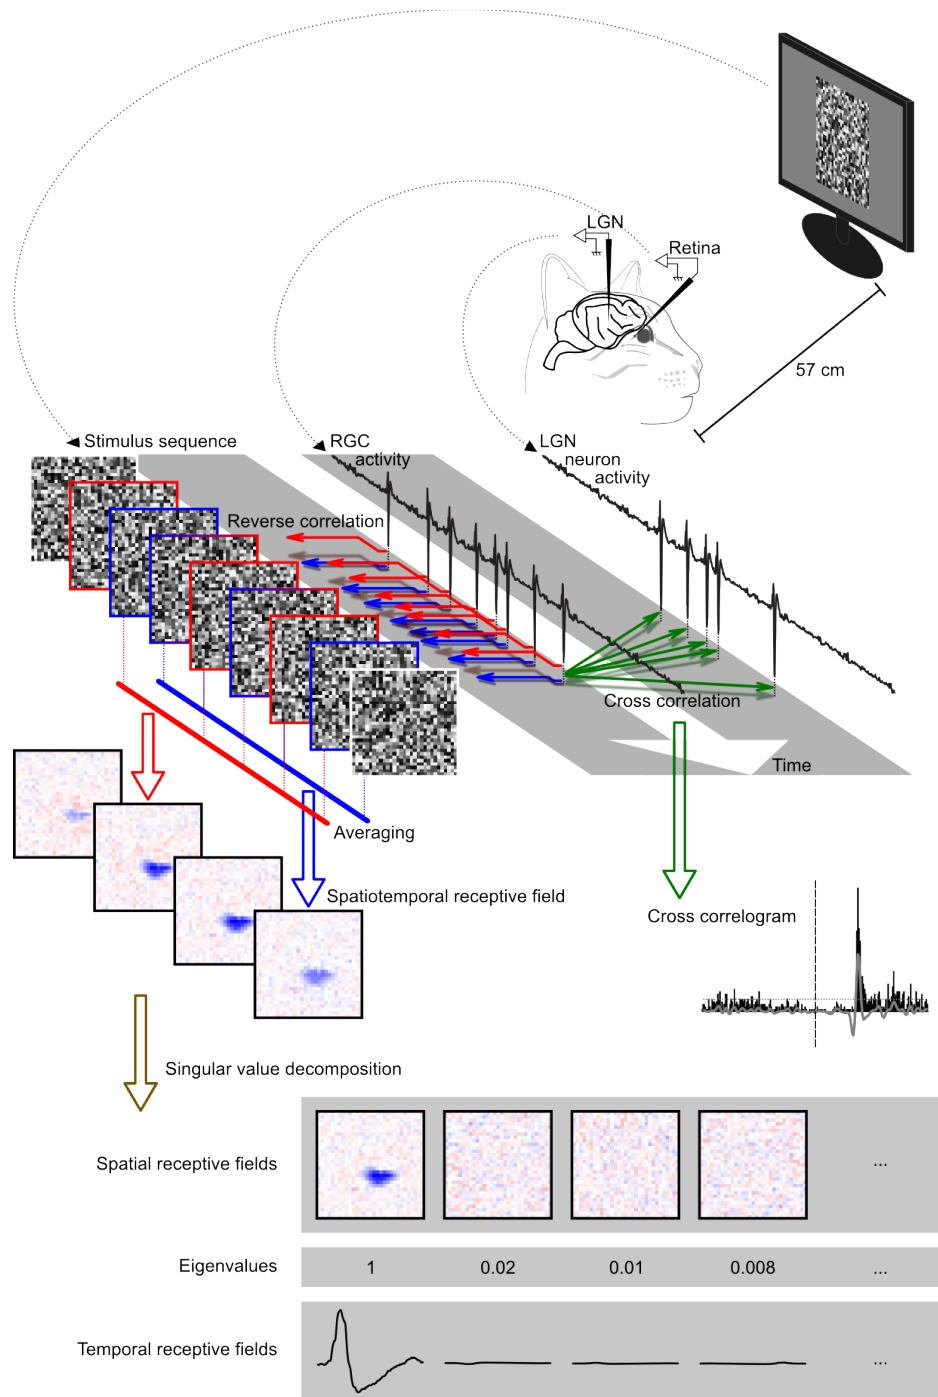 LGN
Retina
57 cm
Stimulus sequence
RGC
activity
LGN
neuron
activity
Reverse correlation
Cross correlation
Time
Averaging
Spatiotemporal receptive field
Cross correlogram
Singular value decomposition
Spatial receptive fields
...
Eigenvalues 1 0.02 0.01 0.008 ...
Temporal receptive fields
...